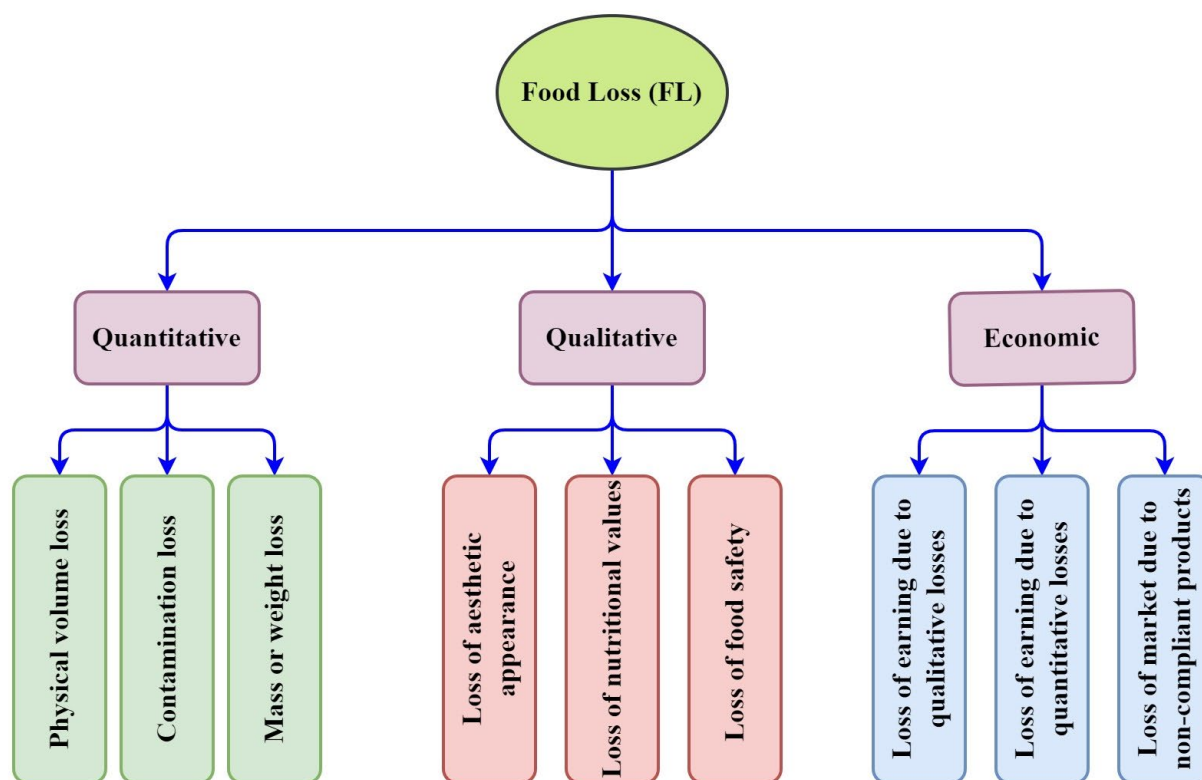 Food Loss (FL)
Quantitative
Qualitative
Economic
Physical volume loss
Contamination loss
Mass or weight loss
Loss of aesthetic
appearance
Loss of nutritional values
Loss of food safety
Loss of earning due to
qualitative losses
Loss of earning due to
quantitative losses
Loss of market due to
non-compliant products